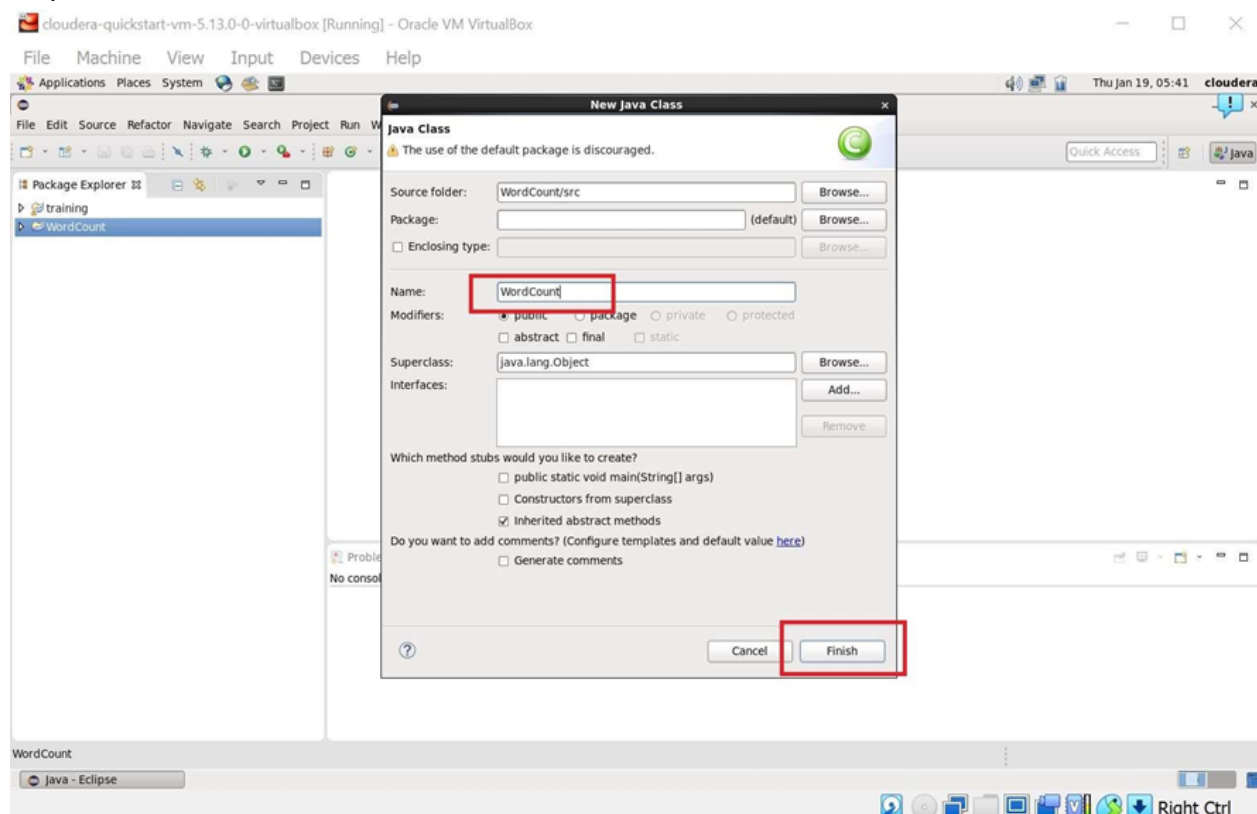 cloudera-quickstart-vm-5.13.0-0-virtualbox [Running] - Oracle VM VirtualBox
File Machine View Input Devices Help
Applications Places System Thu Jan 19, 05:41 cloudera
New Java Class
File Edit Source Refactor Navigate Search Project Run W
Java Class
The use of the default package is discouraged.
Quick Access Java
Package Explorer
training
WordCount
Source folder: WordCount/src Browse...
Package: (default) Browse...
Enclosing type: Browse...
Name: WordCount
Modifiers: public package private protected
abstract final static
Superclass: java.lang.Object Browse...
Interfaces: Add...
Remove
Which method stubs would you like to create?
public static void main(String[] args)
Constructors from superclass
Inherited abstract methods
Do you want to add comments? (Configure templates and default value here)
Generate comments
Proble
No consol
? Cancel Finish
WordCount
Java - Eclipse
Right Ctrl